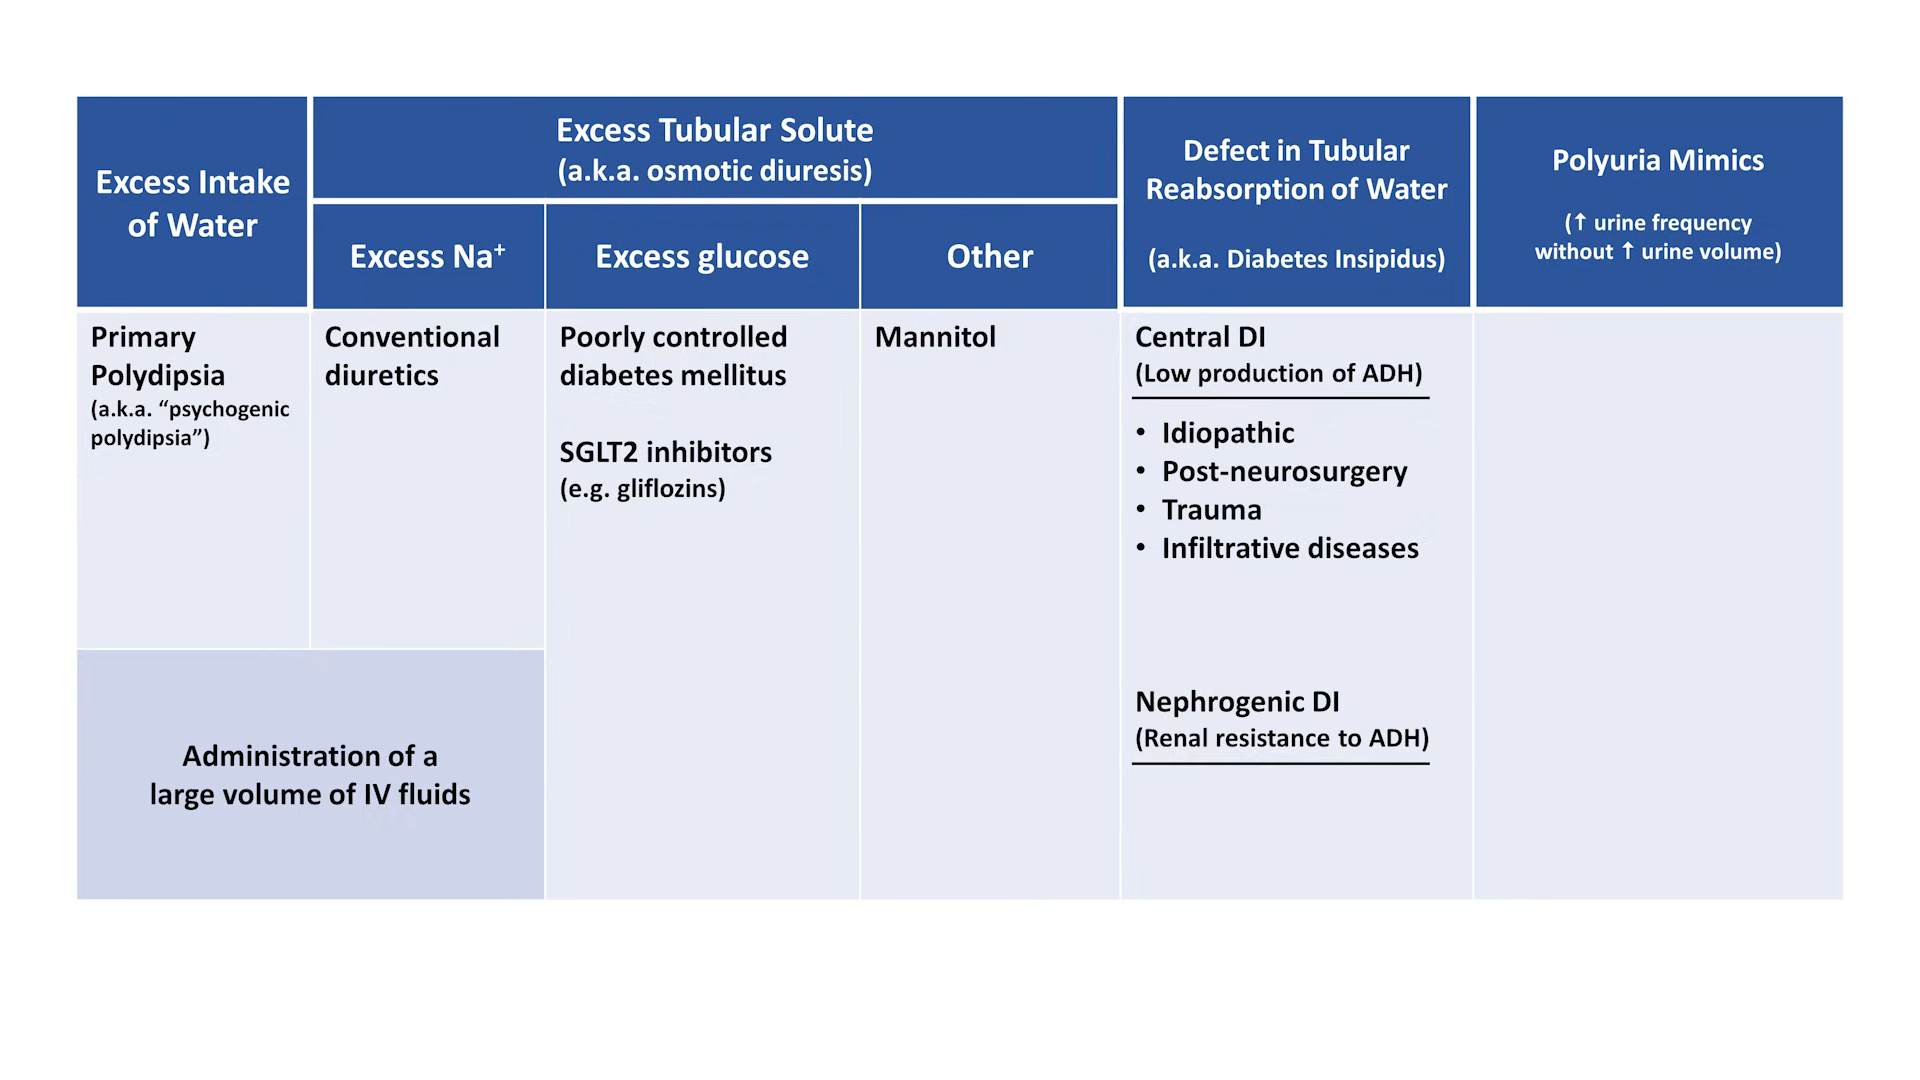 Excess Intake
of Water
Excess Tubular Solute
(a.k.a. osmotic diuresis)
Excess Na⁺
Excess glucose
Other
Defect in Tubular
Reabsorption of Water
(a.k.a. Diabetes Insipidus)
Polyuria Mimics
(↑ urine frequency
without ↑ urine volume)
Primary
Polydipsia
(a.k.a. “psychogenic
polydipsia”)
Conventional
diuretics
Poorly controlled
diabetes mellitus
SGLT2 inhibitors
(e.g. gliflozins)
Mannitol
Central DI
(Low production of ADH)
• Idiopathic
• Post-neurosurgery
• Trauma
• Infiltrative diseases
Nephrogenic DI
(Renal resistance to ADH)
Administration of a
large volume of IV fluids